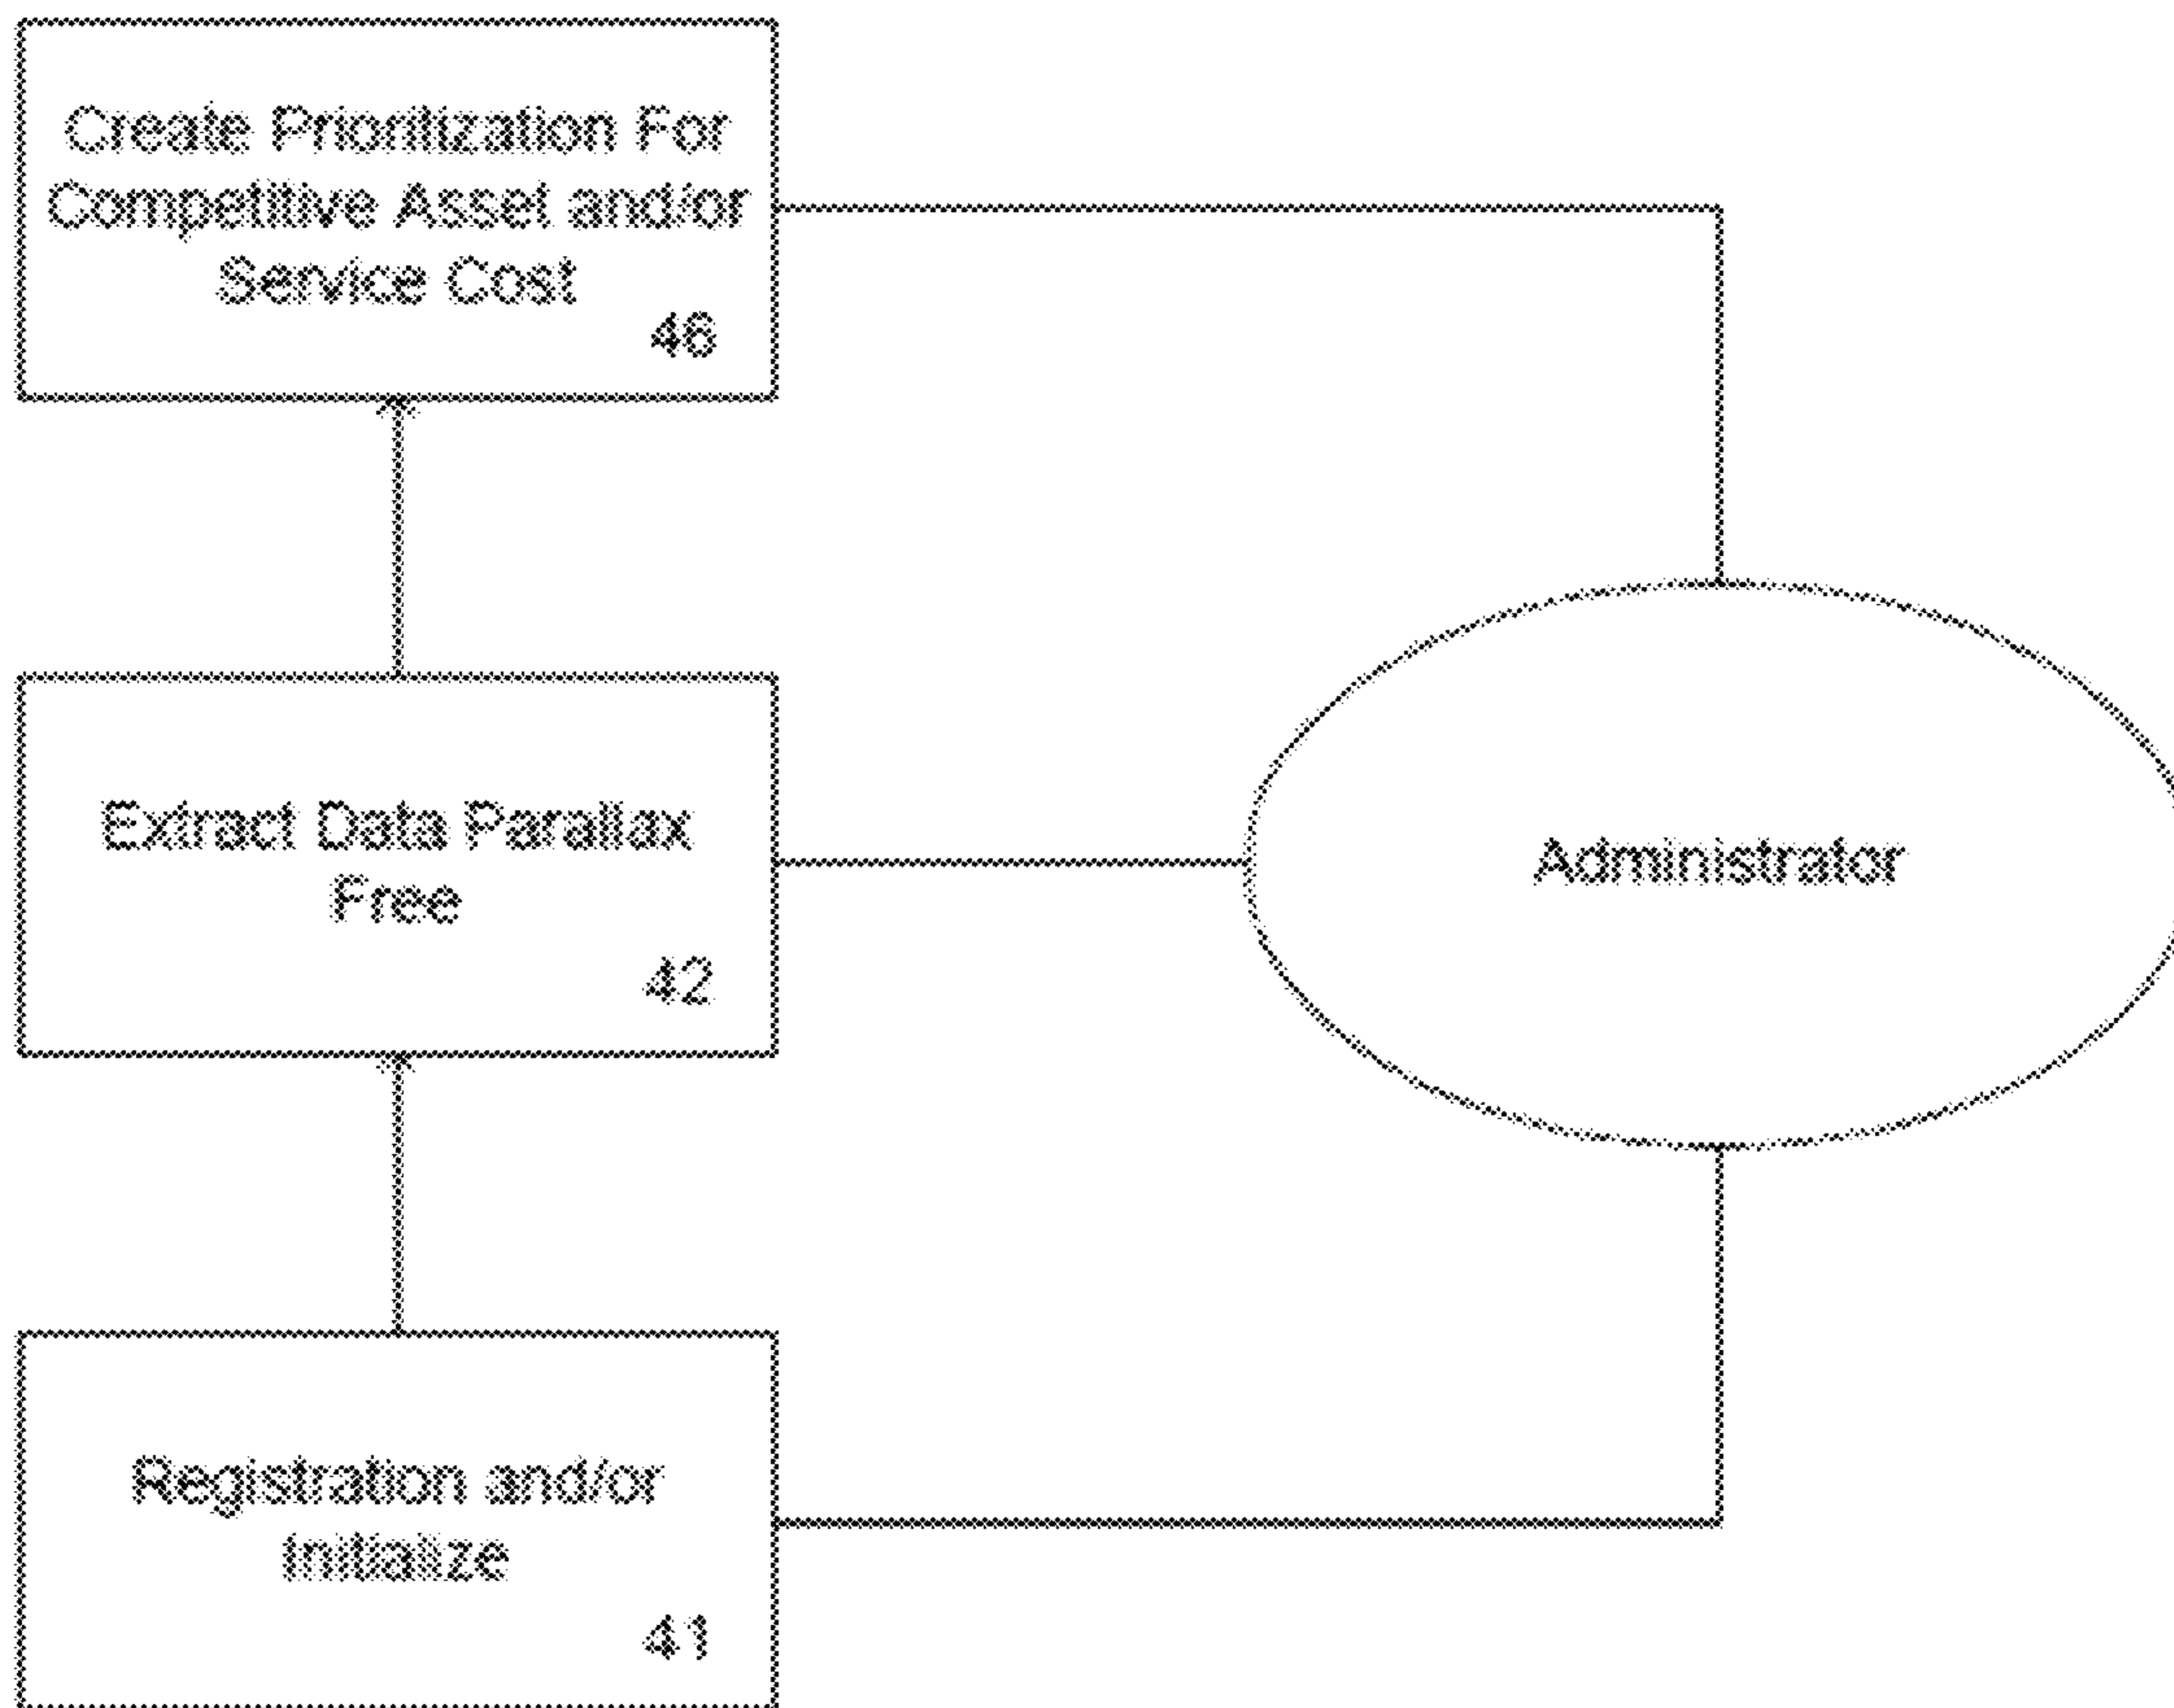 Create Prioritization For
Competitive Asset and/or
Service Cost
46
Extract Data Parallax
Free
42
Administrator
Registration and/or
Initialize
41